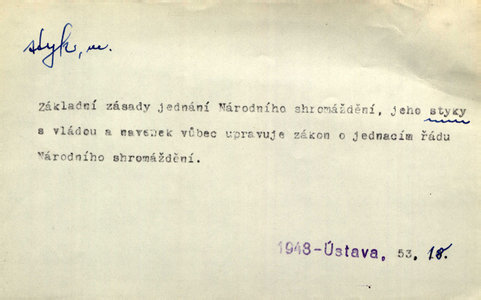 styk, m.
Základní zásady jednání Národního shromáždění, jeho styky
s vládou a navenek vůbec upravuje zákon o jednacím řádu
Národního shromáždění.
1948-Ústava, 53, 18.